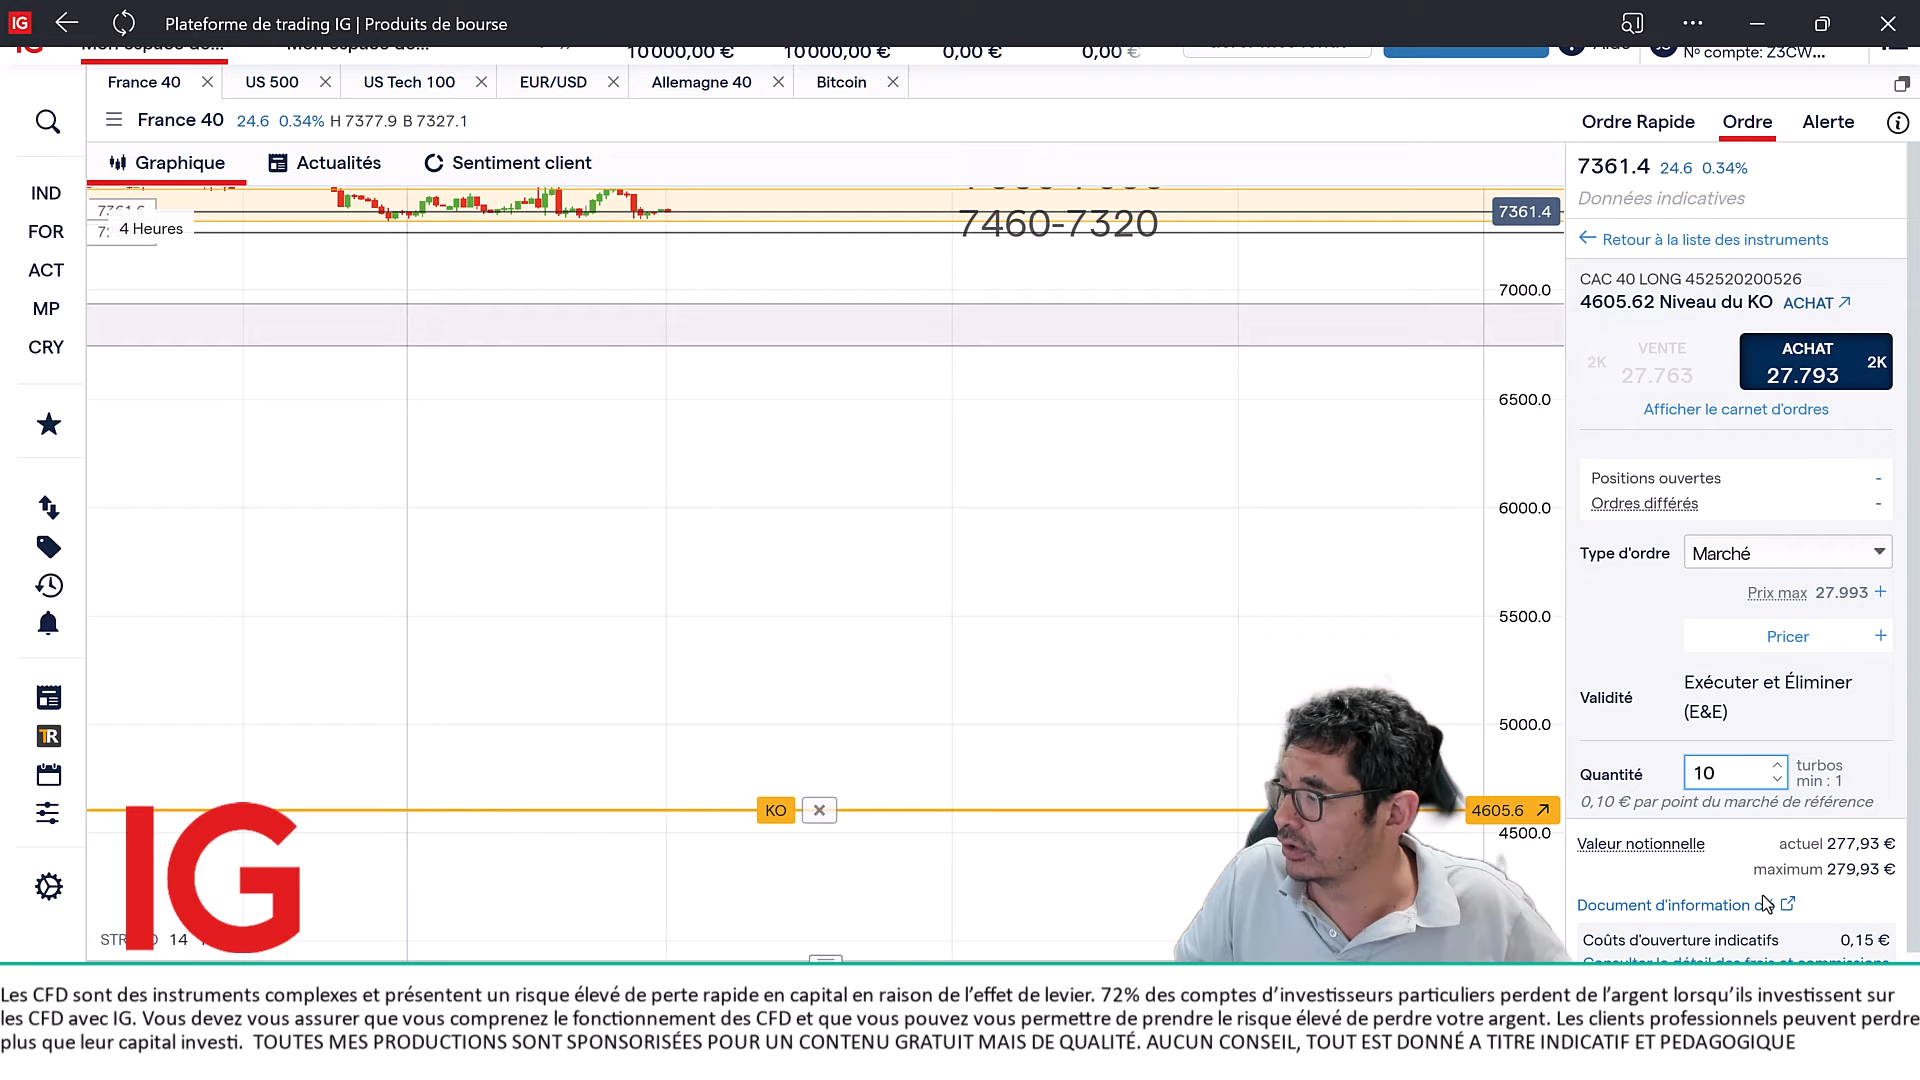 IG
Plateforme de trading IG | Produits de bourse
10 000,00 € 10 000,00 € 0,00 € 0,00 €
N° compte: Z3CW...
France 40 US 500 US Tech 100 EUR/USD Allemagne 40 Bitcoin
France 40 24.6 0.34% H 7377.9 B 7327.1
Ordre Rapide Ordre Alerte
Graphique Actualités Sentiment client
IND
FOR
ACT
MP
CRY
TR
4 Heures
7460-7320
7361.4
7000.0
6500.0
6000.0
5500.0
5000.0
KO
4605.6
4500.0
IG
14
7361.4 24.6 0.34%
Données indicatives
Retour à la liste des instruments
CAC 40 LONG 452520200526
4605.62 Niveau du KO ACHAT
2K VENTE 27.763
ACHAT 27.793 2K
Afficher le carnet d'ordres
Positions ouvertes -
Ordres différés -
Type d'ordre Marché
Prix max 27.993 +
Pricer +
Validité Exécuter et Éliminer
(E&E)
Quantité 10 turbos
min : 1
0,10 € par point du marché de référence
Valeur notionnelle actuel 277,93 €
maximum 279,93 €
Document d'information
Coûts d'ouverture indicatifs 0,15 €
Consulter le détail des frais et commissions
Les CFD sont des instruments complexes et présentent un risque élevé de perte rapide en capital en raison de l'effet de levier. 72% des comptes d'investisseurs particuliers perdent de l'argent lorsqu'ils investissent sur
les CFD avec IG. Vous devez vous assurer que vous comprenez le fonctionnement des CFD et que vous pouvez vous permettre de prendre le risque élevé de perdre votre argent. Les clients professionnels peuvent perdre
plus que leur capital investi. TOUTES MES PRODUCTIONS SONT SPONSORISÉES POUR UN CONTENU GRATUIT MAIS DE QUALITÉ. AUCUN CONSEIL, TOUT EST DONNÉ A TITRE INDICATIF ET PEDAGOGIQUE